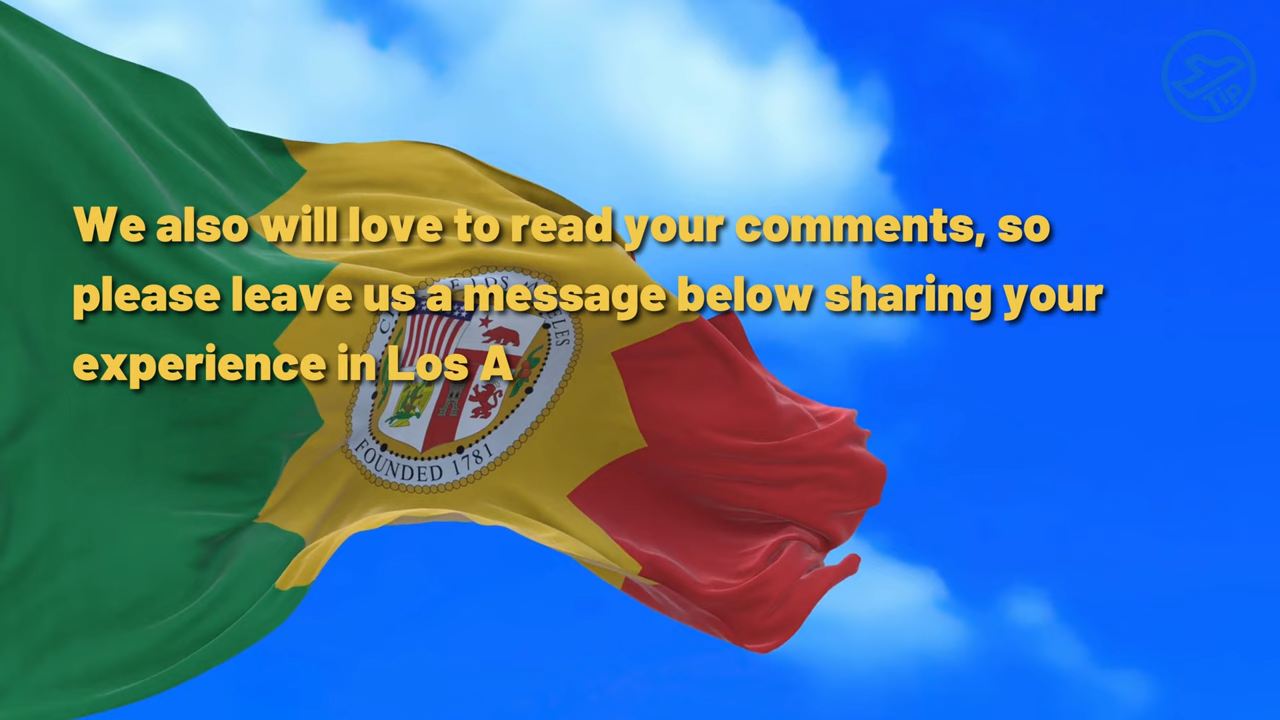 We also will love to read your comments, so
please leave us a message below sharing your
experience in Los A
FOUNDED 1781
Tip